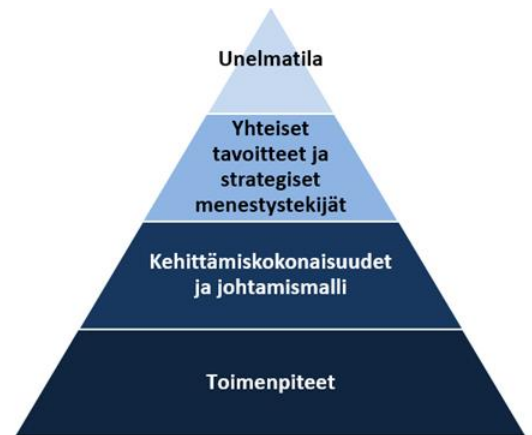 Unelmatila
Yhteiset
tavoitteet ja
strategiset
menestystekijät
Kehittämiskokonaisuudet
ja johtamismalli
Toimenpiteet